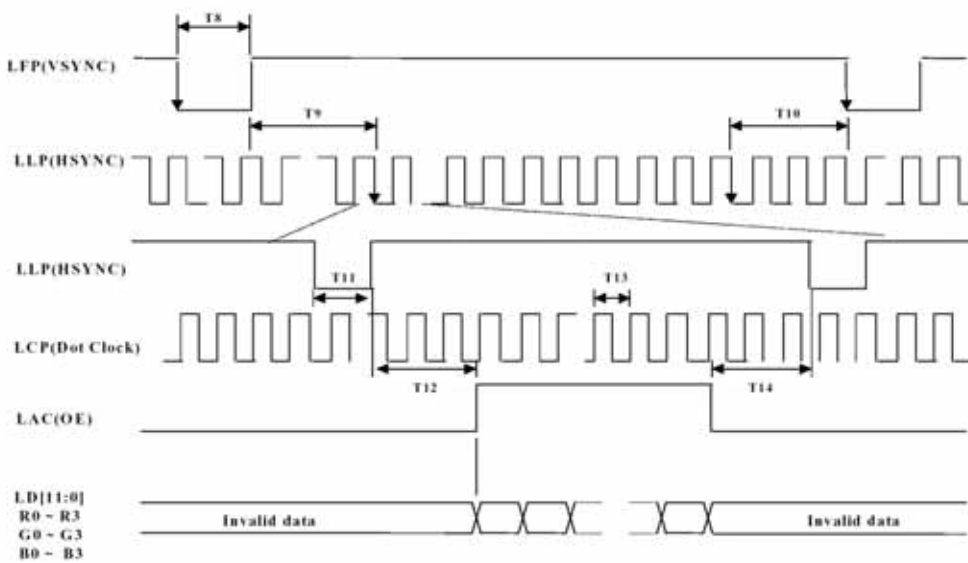 T8
LFP(VSYNC)
T9
T10
LLP(HSYNC)
LLP(HSYNC)
T11
T13
LCP(Dot Clock)
T12
T14
LAC(OE)
LD[11:0]
R0 ~ R3
Invalid data
Invalid data
G0 ~ G3
B0 ~ B3